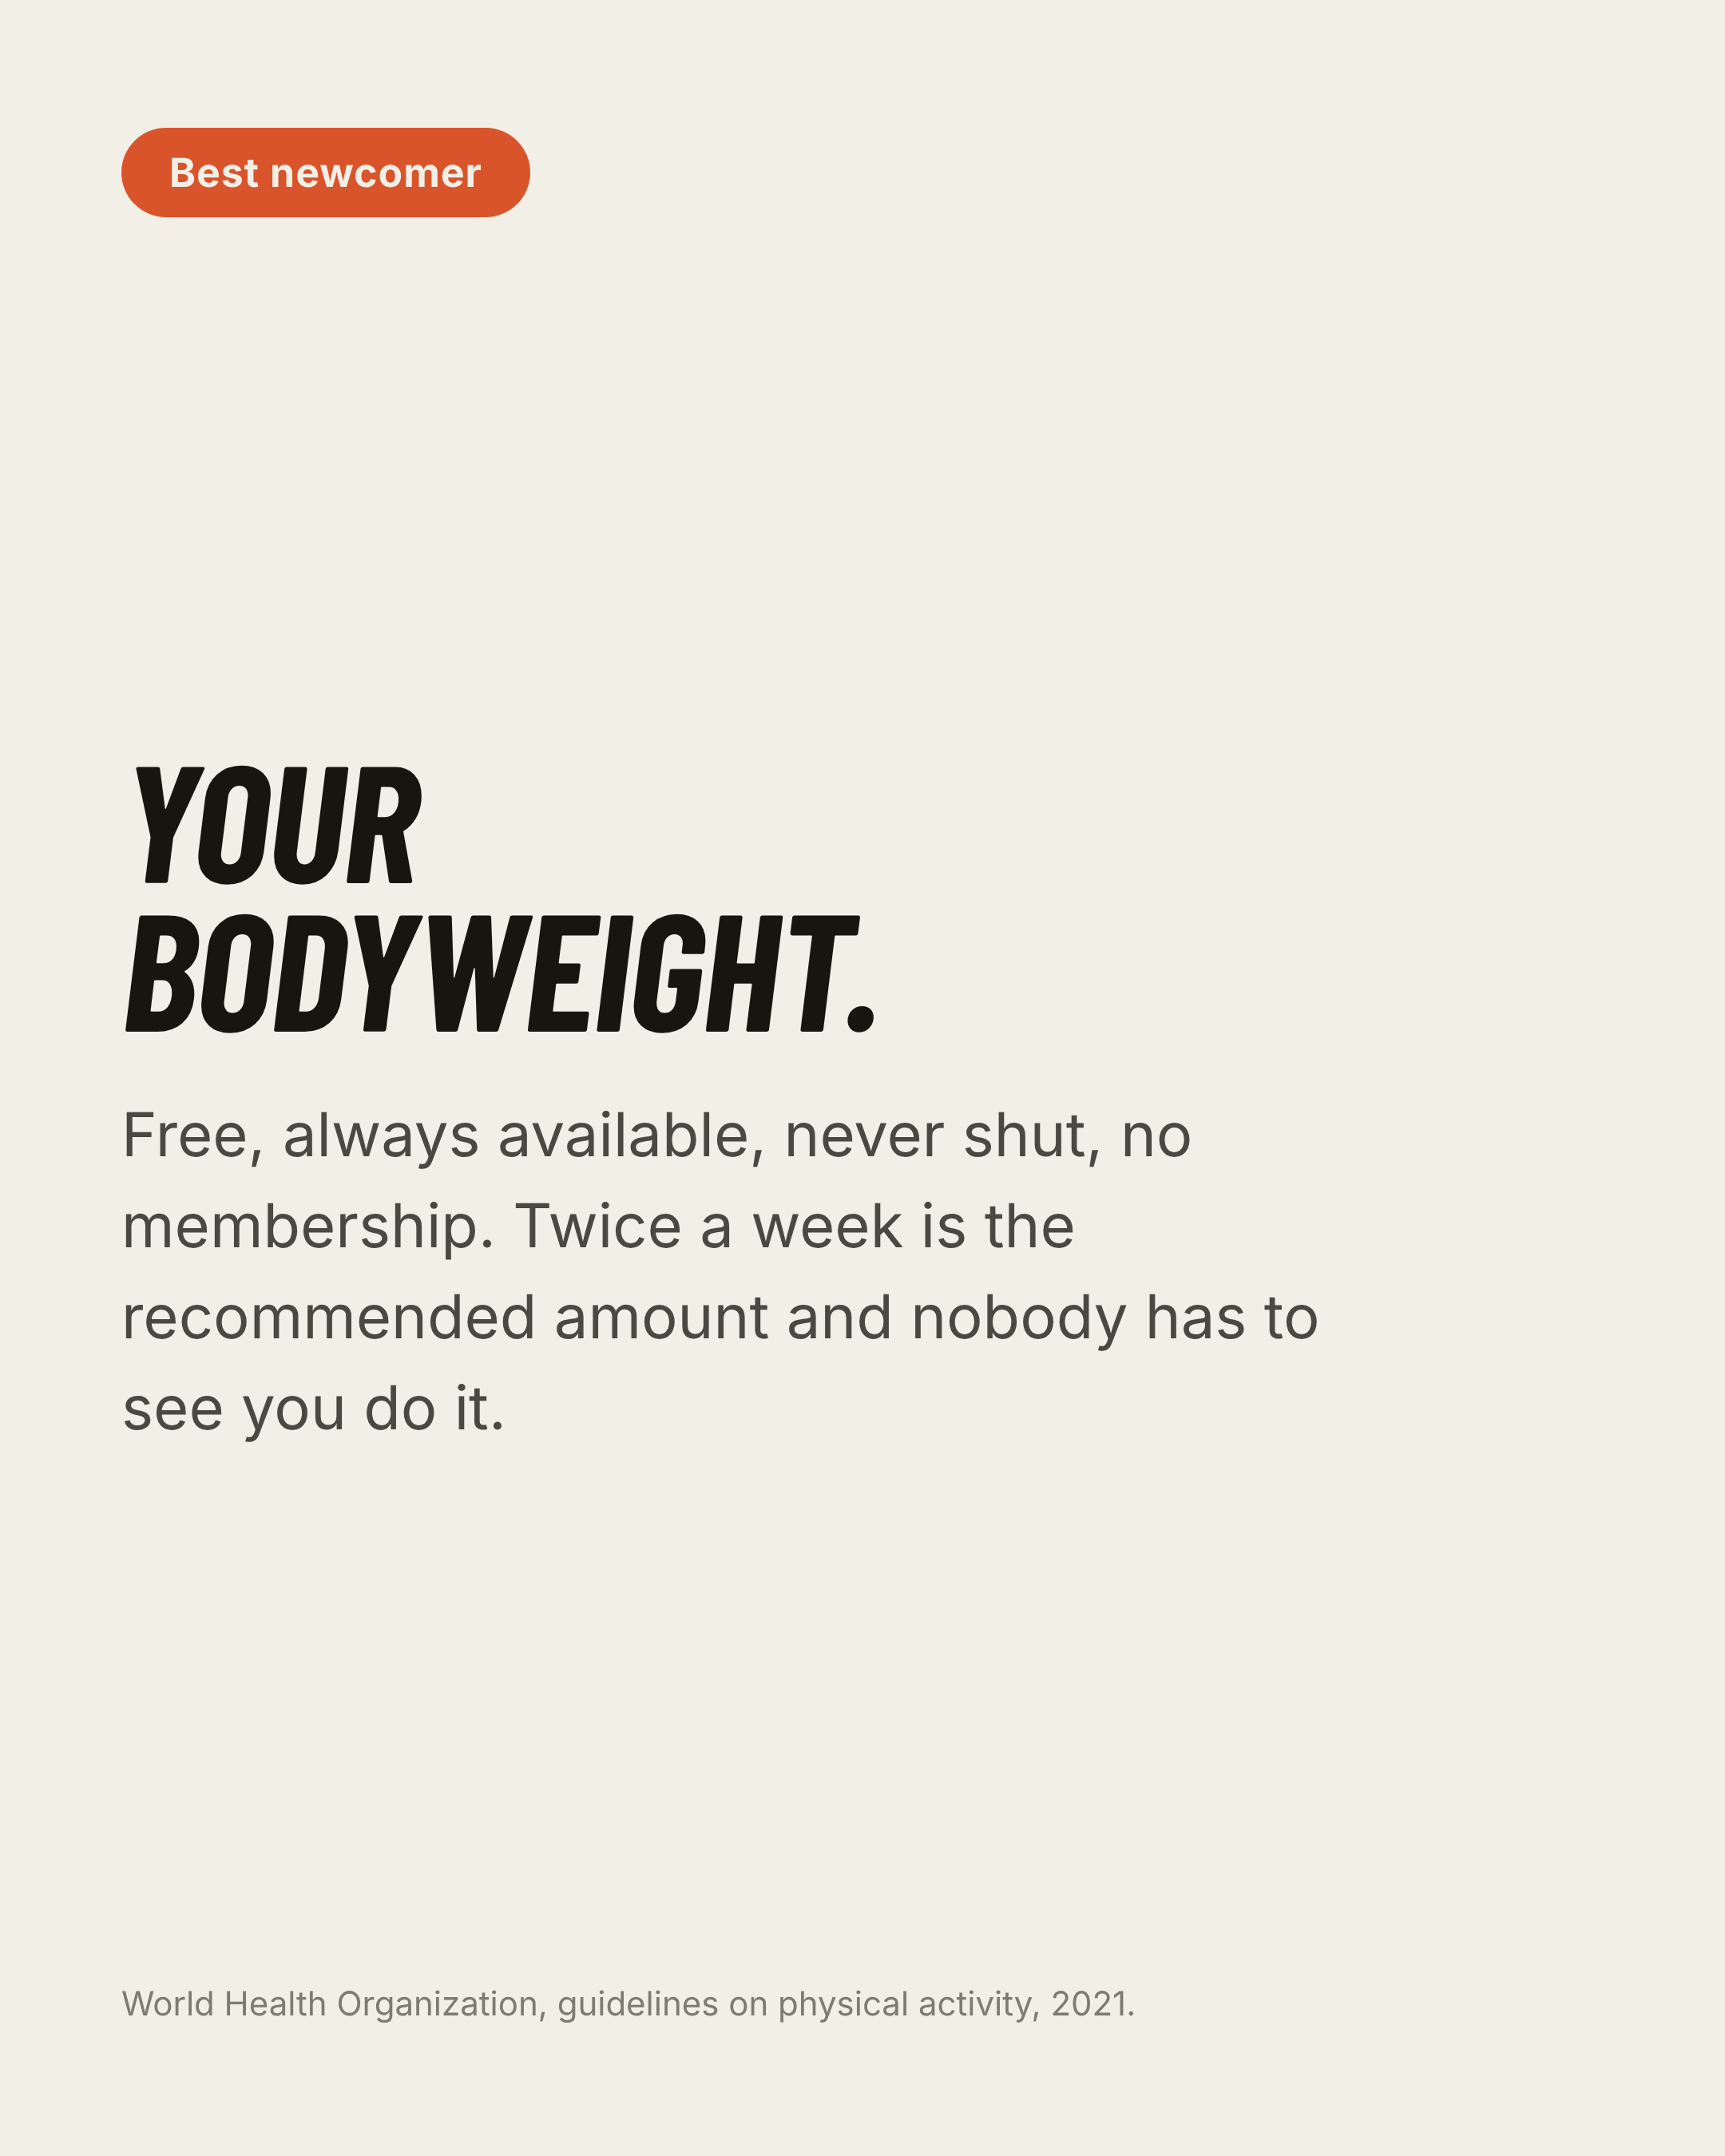 Best newcomer
YOUR
BODYWEIGHT.
Free, always available, never shut, no
membership. Twice a week is the
recommended amount and nobody has to
see you do it.
World Health Organization, guidelines on physical activity, 2021.